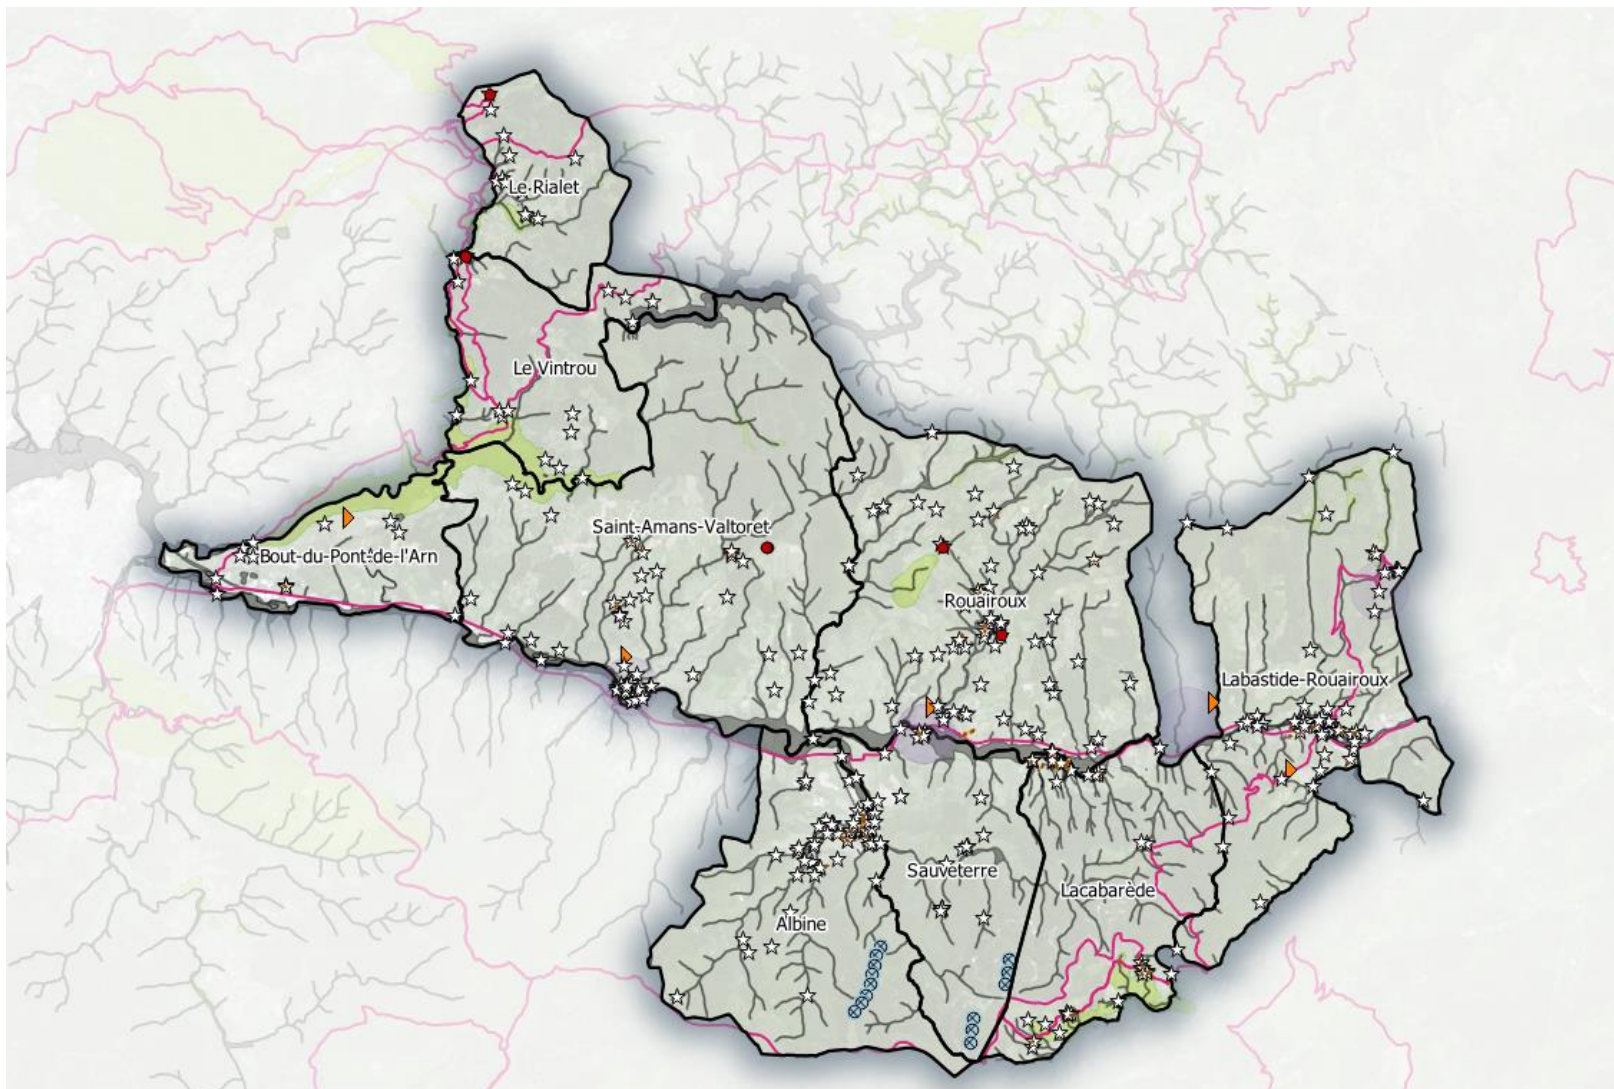 Le Rialet
Le Vintrou
Saint-Amans-Valtoret
Bout-du-Pont-de-l'Arn
Rouairoux
Labastide-Rouairoux
Sauveterre
Lacabarède
Albine